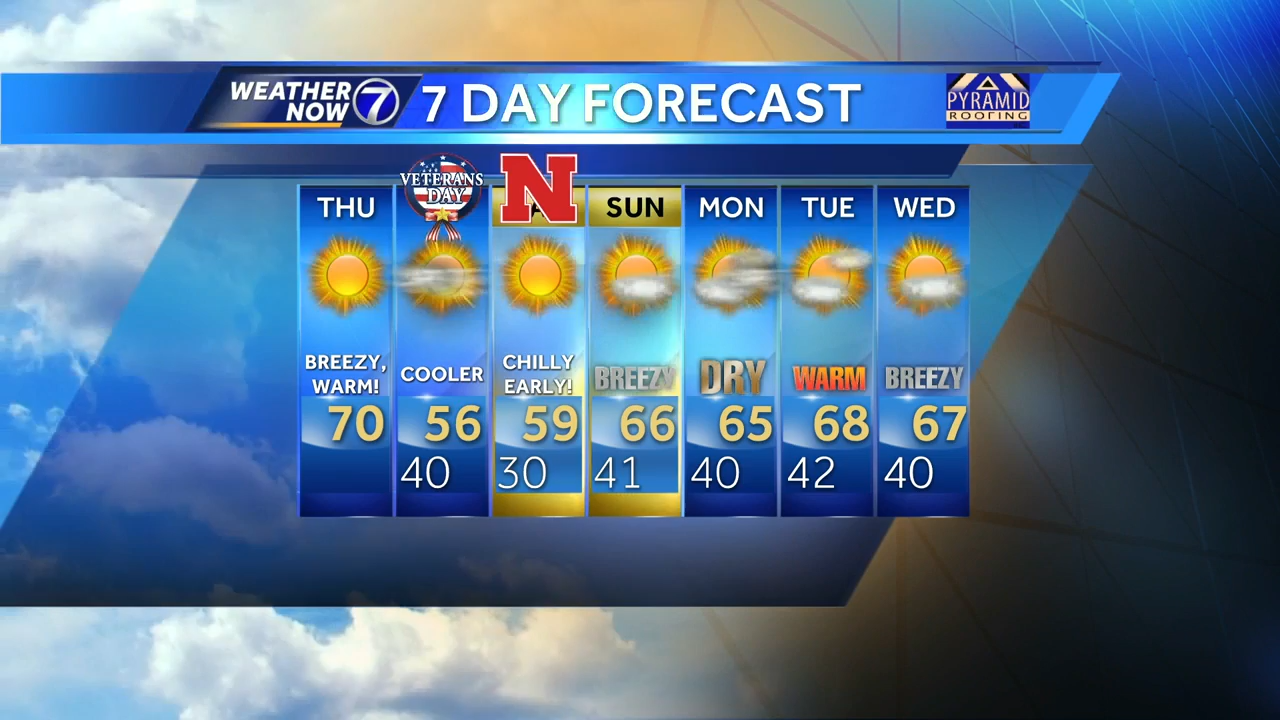 WEATHER
NOW 7
7 DAY FORECAST
PYRAMID
ROOFING
VETERANS
DAY
N
THU
SUN
MON
TUE
WED
BREEZY,
WARM!
COOLER
CHILLY
EARLY!
BREEZY
DRY
WARM
BREEZY
70 56 59 66 65 68 67
40 30 41 40 42 40